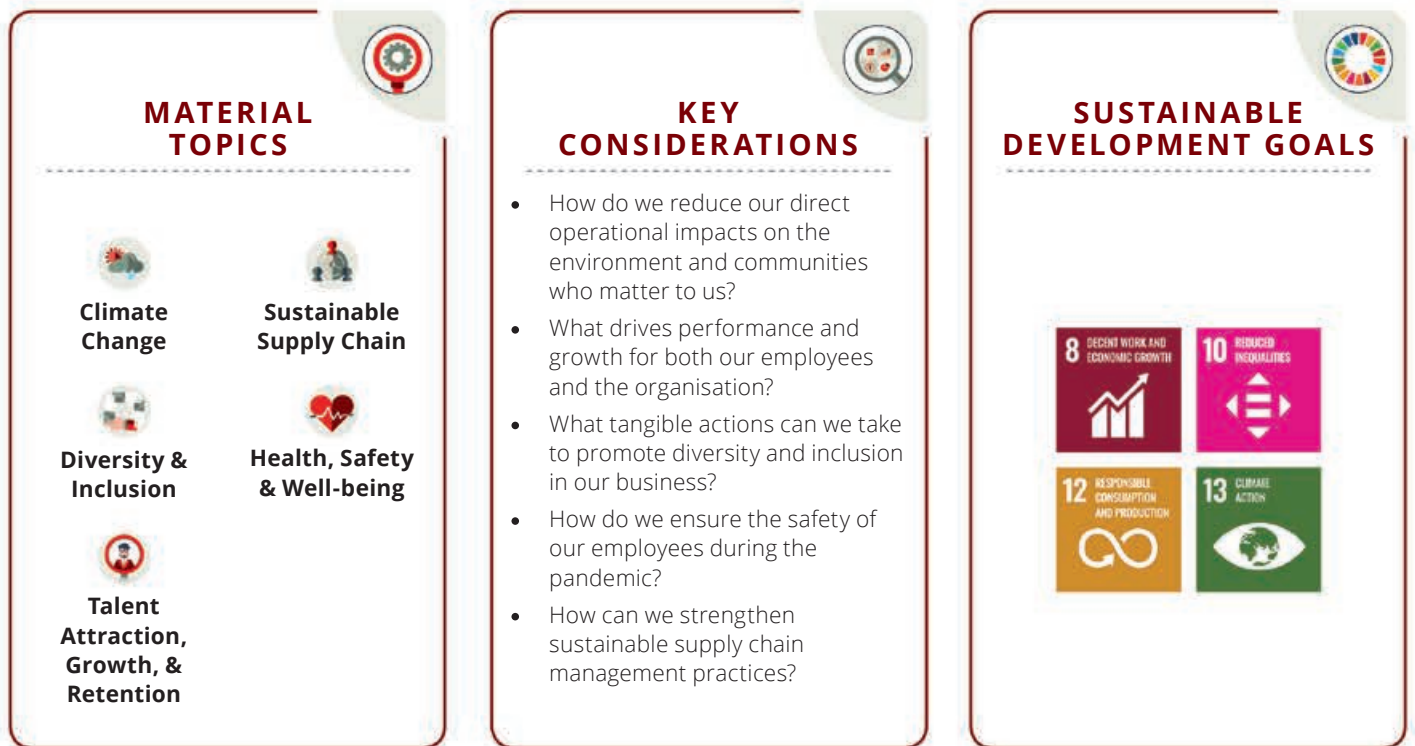 MATERIAL
TOPICS
Climate
Change
Sustainable
Supply Chain
Diversity &
Inclusion
Health, Safety
& Well-being
Talent
Attraction,
Growth, &
Retention
KEY
CONSIDERATIONS
• How do we reduce our direct
operational impacts on the
environment and communities
who matter to us?
• What drives performance and
growth for both our employees
and the organisation?
• What tangible actions can we take
to promote diversity and inclusion
in our business?
• How do we ensure the safety of
our employees during the
pandemic?
• How can we strengthen
sustainable supply chain
management practices?
SUSTAINABLE
DEVELOPMENT GOALS
8 DECENT WORK AND
ECONOMIC GROWTH
10 REDUCED
INEQUALITIES
12 RESPONSIBLE
CONSUMPTION
AND PRODUCTION
13 CLIMATE
ACTION